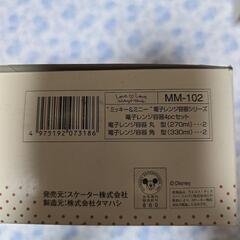 MM-102
“ミッキー&ミニー”電子レンジ容器シリーズ
電子レンジ容器4pcセット
電子レンジ容器 丸 型(270ml)…2
電子レンジ容器 角 型(330ml)…2
4 975192 073186
© Disney
発売元:スケーター株式会社
製造元:株式会社タマハシ